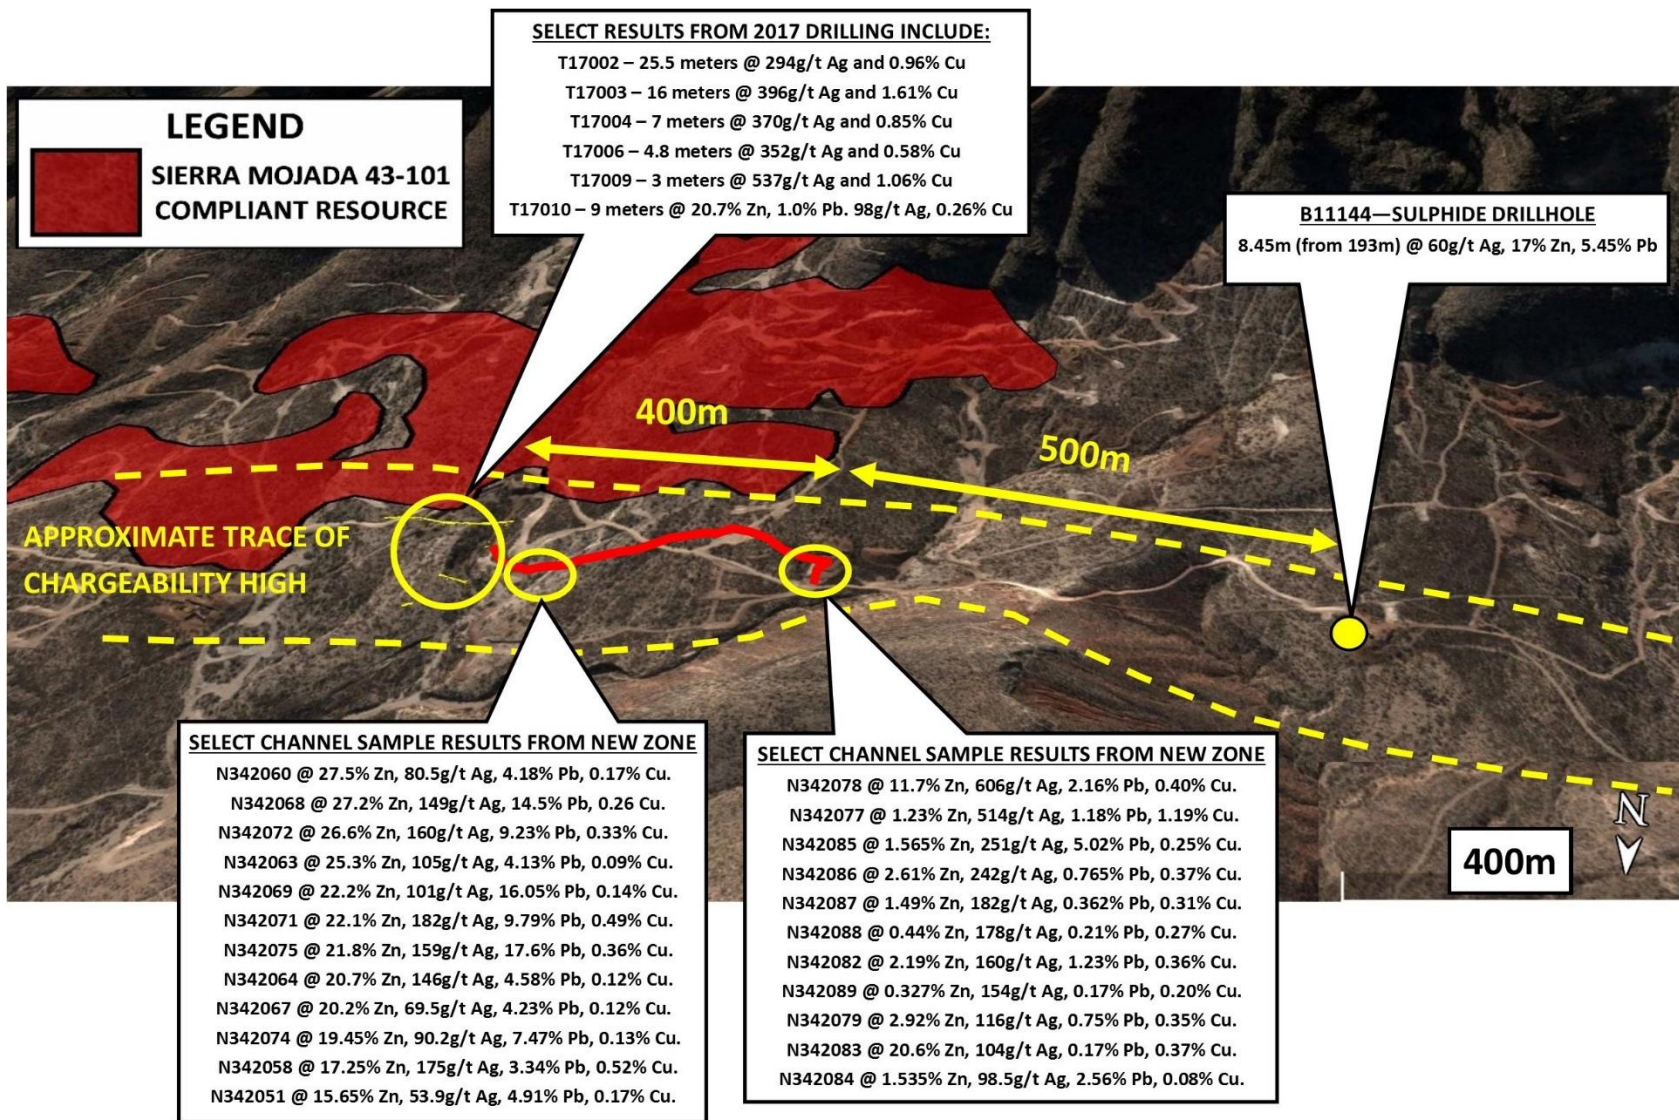 SELECT RESULTS FROM 2017 DRILLING INCLUDE:
T17002 – 25.5 meters @ 294g/t Ag and 0.96% Cu
T17003 – 16 meters @ 396g/t Ag and 1.61% Cu
T17004 – 7 meters @ 370g/t Ag and 0.85% Cu
T17006 – 4.8 meters @ 352g/t Ag and 0.58% Cu
T17009 – 3 meters @ 537g/t Ag and 1.06% Cu
T17010 – 9 meters @ 20.7% Zn, 1.0% Pb. 98g/t Ag, 0.26% Cu
LEGEND
SIERRA MOJADA 43-101
COMPLIANT RESOURCE
B11144—SULPHIDE DRILLHOLE
8.45m (from 193m) @ 60g/t Ag, 17% Zn, 5.45% Pb
400m
500m
APPROXIMATE TRACE OF
CHARGEABILITY HIGH
SELECT CHANNEL SAMPLE RESULTS FROM NEW ZONE
N342060 @ 27.5% Zn, 80.5g/t Ag, 4.18% Pb, 0.17% Cu.
N342068 @ 27.2% Zn, 149g/t Ag, 14.5% Pb, 0.26 Cu.
N342072 @ 26.6% Zn, 160g/t Ag, 9.23% Pb, 0.33% Cu.
N342063 @ 25.3% Zn, 105g/t Ag, 4.13% Pb, 0.09% Cu.
N342069 @ 22.2% Zn, 101g/t Ag, 16.05% Pb, 0.14% Cu.
N342071 @ 22.1% Zn, 182g/t Ag, 9.79% Pb, 0.49% Cu.
N342075 @ 21.8% Zn, 159g/t Ag, 17.6% Pb, 0.36% Cu.
N342064 @ 20.7% Zn, 146g/t Ag, 4.58% Pb, 0.12% Cu.
N342067 @ 20.2% Zn, 69.5g/t Ag, 4.23% Pb, 0.12% Cu.
N342074 @ 19.45% Zn, 90.2g/t Ag, 7.47% Pb, 0.13% Cu.
N342058 @ 17.25% Zn, 175g/t Ag, 3.34% Pb, 0.52% Cu.
N342051 @ 15.65% Zn, 53.9g/t Ag, 4.91% Pb, 0.17% Cu.
SELECT CHANNEL SAMPLE RESULTS FROM NEW ZONE
N342078 @ 11.7% Zn, 606g/t Ag, 2.16% Pb, 0.40% Cu.
N342077 @ 1.23% Zn, 514g/t Ag, 1.18% Pb, 1.19% Cu.
N342085 @ 1.565% Zn, 251g/t Ag, 5.02% Pb, 0.25% Cu.
N342086 @ 2.61% Zn, 242g/t Ag, 0.765% Pb, 0.37% Cu.
N342087 @ 1.49% Zn, 182g/t Ag, 0.362% Pb, 0.31% Cu.
N342088 @ 0.44% Zn, 178g/t Ag, 0.21% Pb, 0.27% Cu.
N342082 @ 2.19% Zn, 160g/t Ag, 1.23% Pb, 0.36% Cu.
N342089 @ 0.327% Zn, 154g/t Ag, 0.17% Pb, 0.20% Cu.
N342079 @ 2.92% Zn, 116g/t Ag, 0.75% Pb, 0.35% Cu.
N342083 @ 20.6% Zn, 104g/t Ag, 0.17% Pb, 0.37% Cu.
N342084 @ 1.535% Zn, 98.5g/t Ag, 2.56% Pb, 0.08% Cu.
N
400m